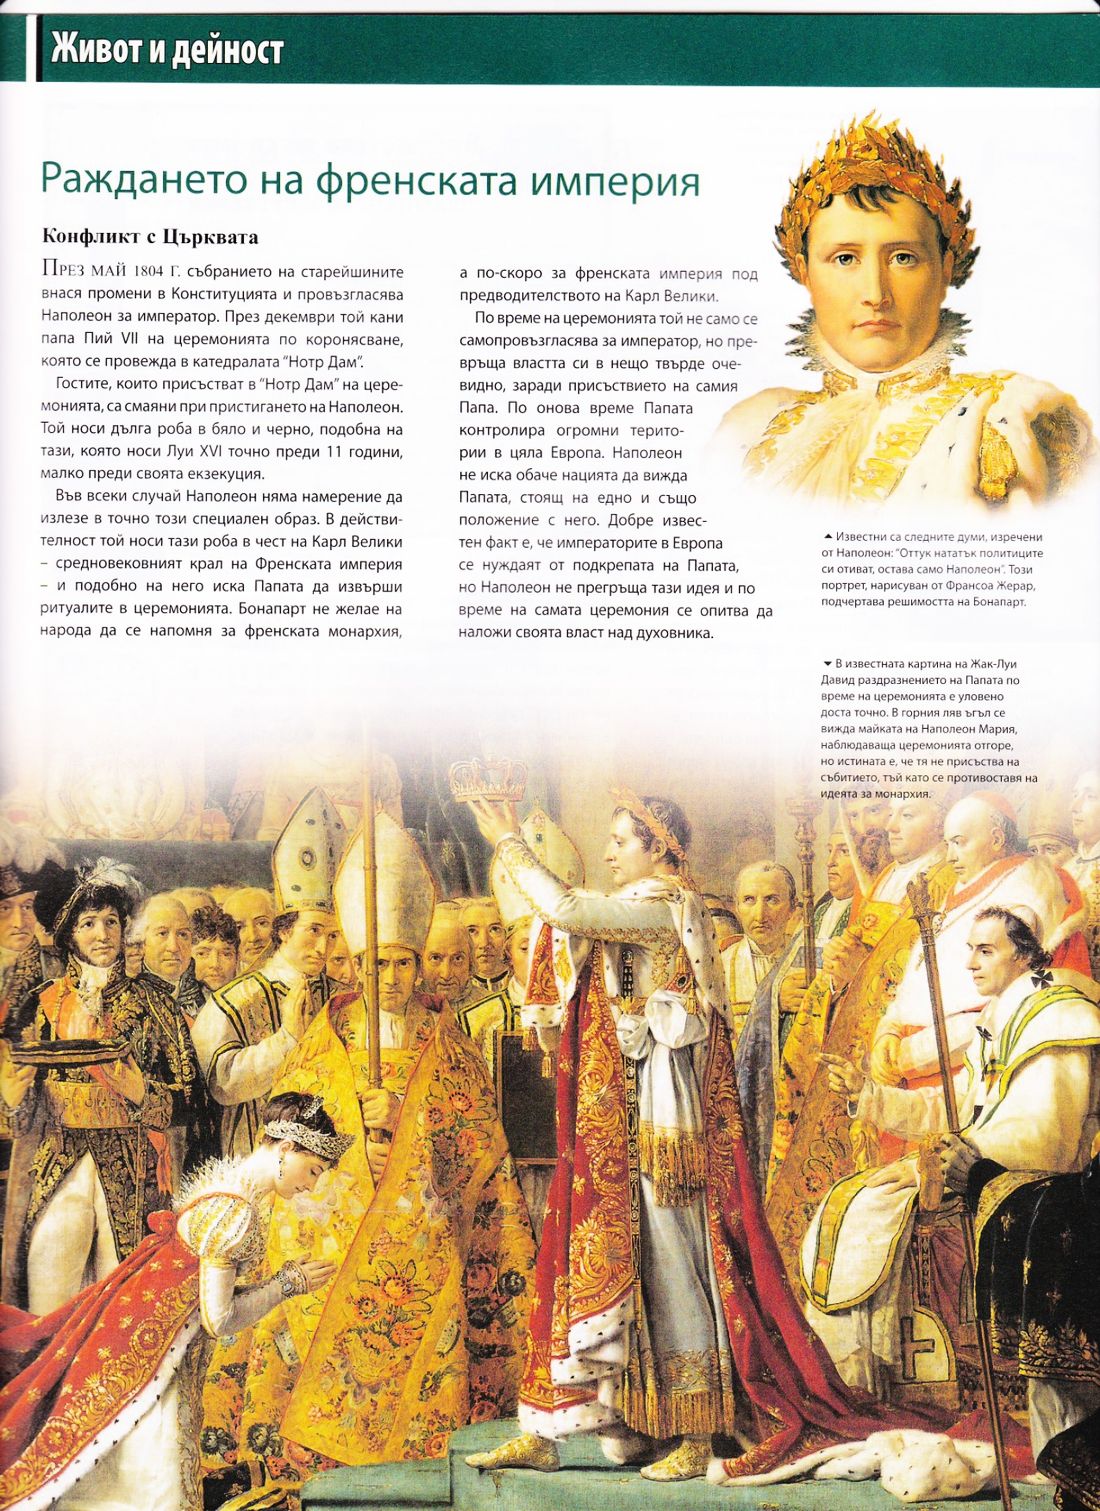 Живот и дейност
Раждането на френската империя
Конфликт с Църквата
През май 1804 г. събранието на старейшините
внася промени в Конституцията и провъзгласява
Наполеон за император. През декември той кани
папа Пий VII на церемонията по коронясване,
която се провежда в катедралата “Нотр Дам”.
Гостите, които присъстват в “Нотр Дам” на цере-
монията, са смаяни при пристигането на Наполеон.
Той носи дълга роба в бяло и черно, подобна на
тази, която носи Луи XVI точно преди 11 години,
малко преди своята екзекуция.
Във всеки случай Наполеон няма намерение да
излезе в точно този специален образ. В действи-
телност той носи тази роба в чест на Карл Велики
– средновековният крал на Френската империя
– и подобно на него иска Папата да извърши
ритуалите в церемонията. Бонапарт не желае на
народа да се напомня за френската монархия,
а по-скоро за френската империя под
предводителството на Карл Велики.
По време на церемонията той не само се
самопровъзгласява за император, но пре-
връща властта си в нещо твърде оче-
видно, заради присъствието на самия
Папа. По онова време Папата
контролира огромни терито-
рии в цяла Европа. Наполеон
не иска обаче нацията да вижда
Папата, стоящ на едно и също
положение с него. Добре извес-
тен факт е, че императорите в Европа
се нуждаят от подкрепата на Папата,
но Наполеон не прегръща тази идея и по
време на самата церемония се опитва да
наложи своята власт над духовника.
▲ Известни са следните думи, изречени
от Наполеон: “Оттук нататък политиците
си отиват, остава само Наполеон”. Този
портрет, нарисуван от Франсоа Жерар,
подчертава решимостта на Бонапарт.
▼ В известната картина на Жак-Луи
Давид раздразнението на Папата по
време на церемонията е уловено
доста точно. В горния ляв ъгъл се
вижда майката на Наполеон Мария,
наблюдаваща церемонията отгоре,
но истината е, че тя не присъства на
събитието, тъй като се противоставя на
идеята за монархия.